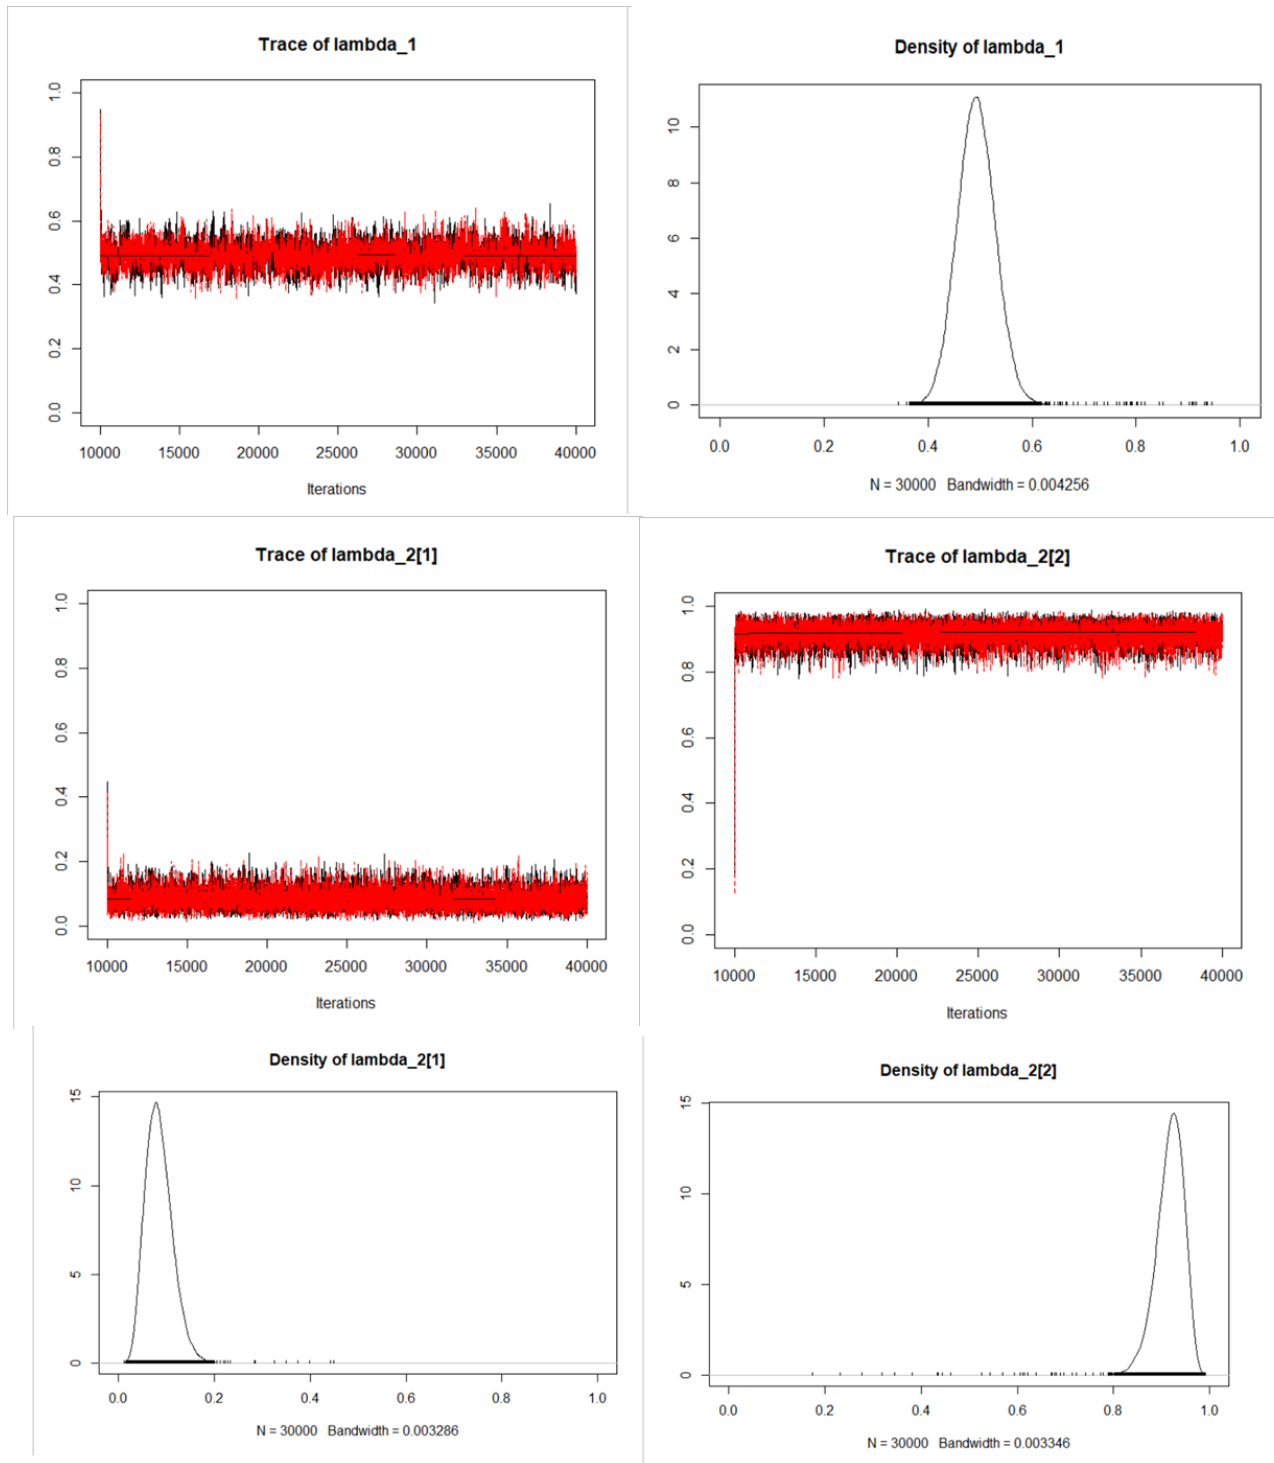 Trace of lambda_1
1.0
0.8
0.6
0.4
0.2
0.0
10000 15000 20000 25000 30000 35000 40000
Iterations
Density of lambda_1
10
8
6
4
2
0
0.0 0.2 0.4 0.6 0.8 1.0
N = 30000 Bandwidth = 0.004256
Trace of lambda_2[1]
1.0
0.8
0.6
0.4
0.2
0.0
10000 15000 20000 25000 30000 35000 40000
Iterations
Trace of lambda_2[2]
1.0
0.8
0.6
0.4
0.2
0.0
10000 15000 20000 25000 30000 35000 40000
Iterations
Density of lambda_2[1]
15
10
5
0
0.0 0.2 0.4 0.6 0.8 1.0
N = 30000 Bandwidth = 0.003286
Density of lambda_2[2]
15
10
5
0
0.0 0.2 0.4 0.6 0.8 1.0
N = 30000 Bandwidth = 0.003346